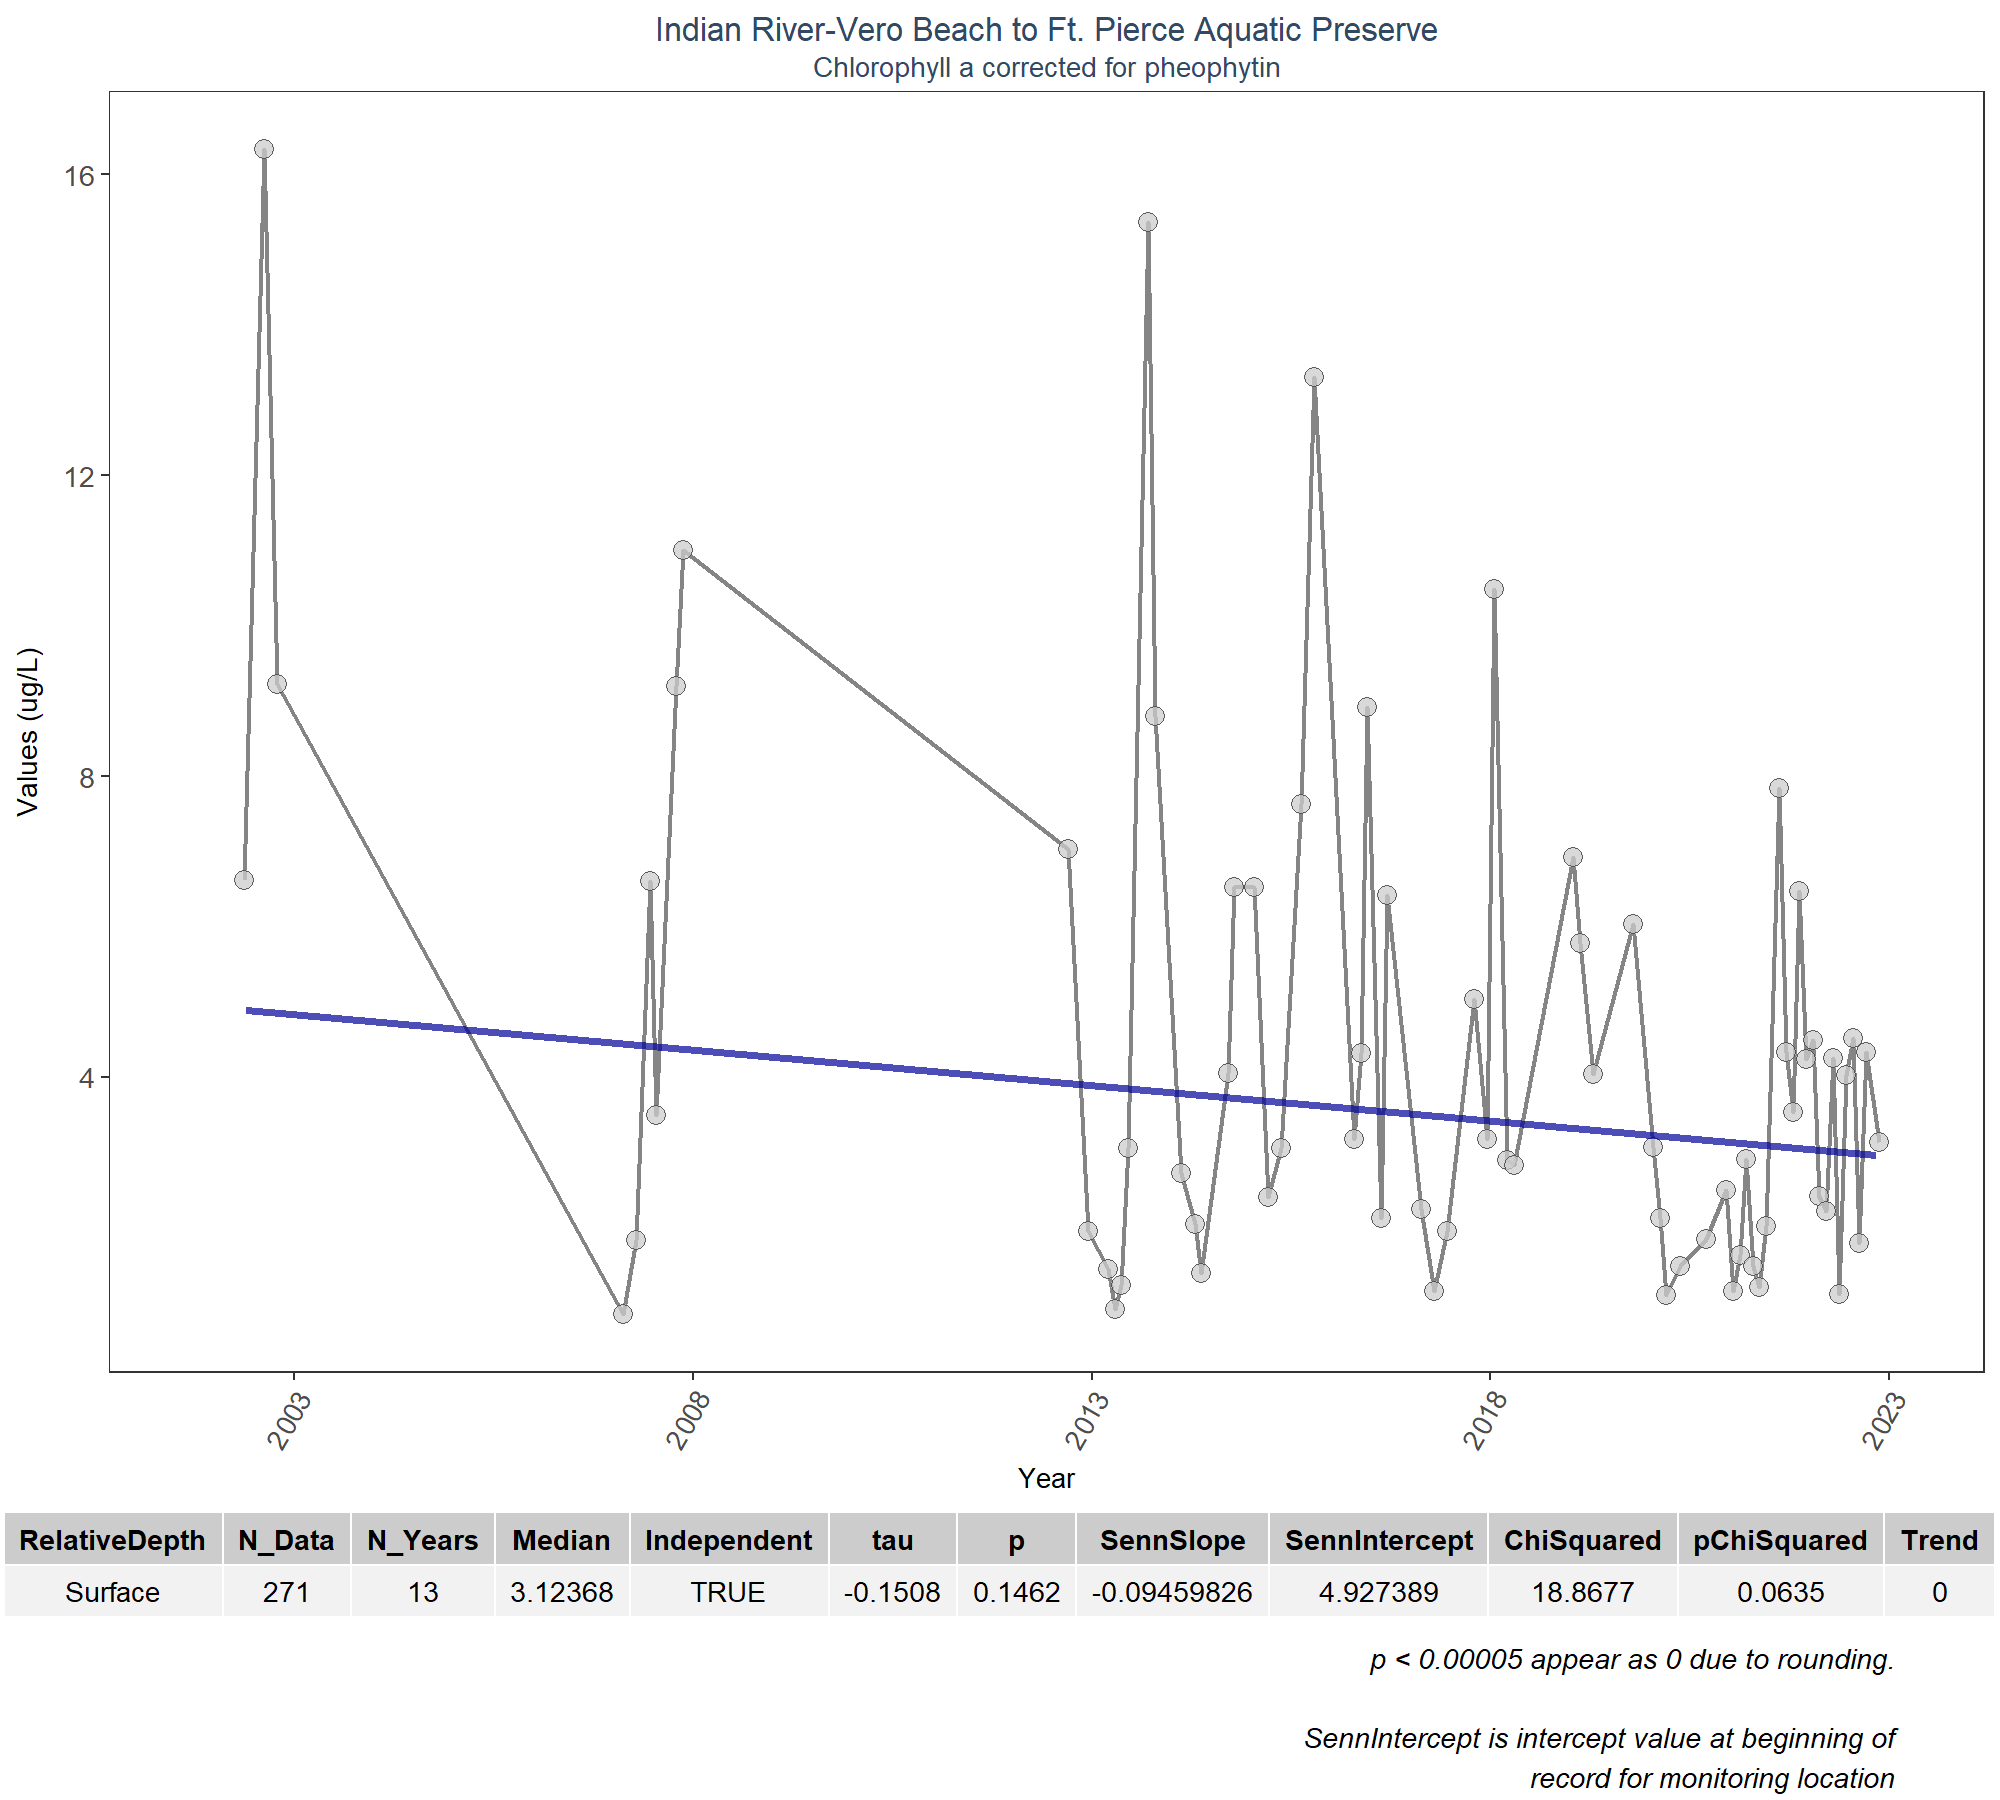 Indian River-Vero Beach to Ft. Pierce Aquatic Preserve
Chlorophyll a corrected for pheophytin
Values (ug/L)
16
12
8
4
2003 2008 2013 2018 2023
Year
RelativeDepth N_Data N_Years Median Independent tau p SennSlope SennIntercept ChiSquared pChiSquared Trend
Surface 271 13 3.12368 TRUE -0.1508 0.1462 -0.09459826 4.927389 18.8677 0.0635 0
p < 0.00005 appear as 0 due to rounding.
SennIntercept is intercept value at beginning of
record for monitoring location